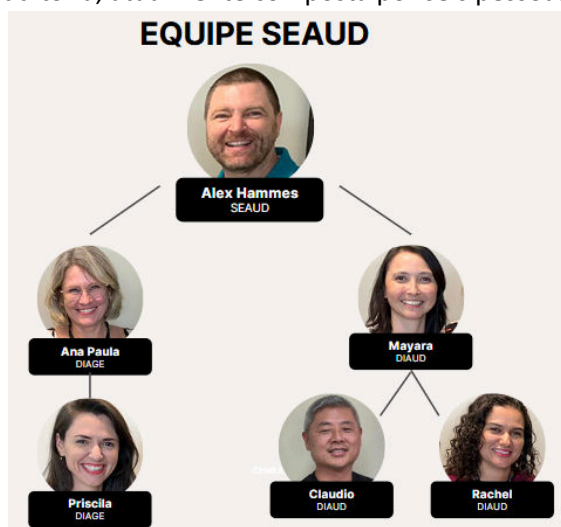 EQUIPE SEAUD
Alex Hammes
SEAUD
Ana Paula
DIAGE
Mayara
DIAUD
Priscila
DIAGE
Claudio
DIAUD
Rachel
DIAUD